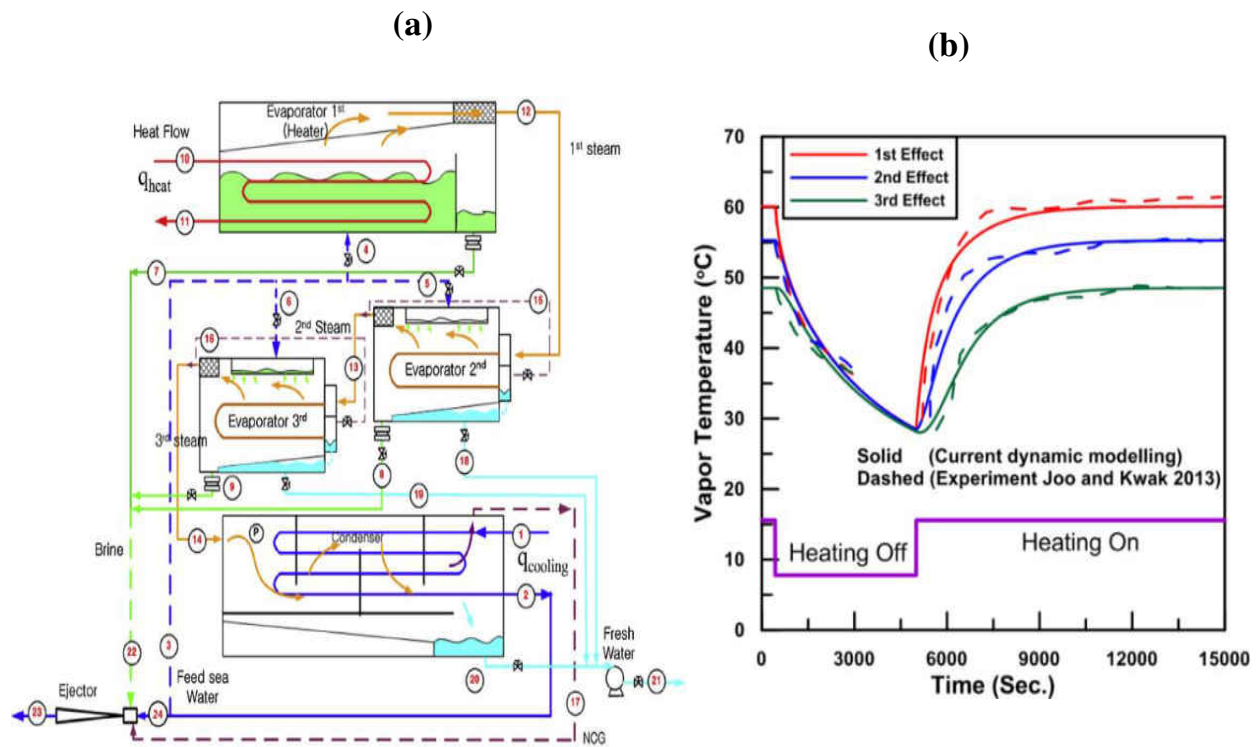 (a)
(b)
Evaporator 1st
(Heater)
12
Heat Flow
10
1st steam
qheat
11
4
7
5
6
15
2nd Steam
16
13
Evaporator 2nd
Evaporator 3rd
3rd steam
18
8
9
19
14
P
Condenser
1
qcooling
2
Brine
3
22
Feed sea
Water
Fresh
Water
20
21
17
Ejector
23
24
NCG
70
60
50
40
30
20
10
0
Vapor Temperature (oC)
1st Effect
2nd Effect
3rd Effect
Solid (Current dynamic modelling)
Dashed (Experiment Joo and Kwak 2013)
Heating Off
Heating On
0 3000 6000 9000 12000 15000
Time (Sec.)